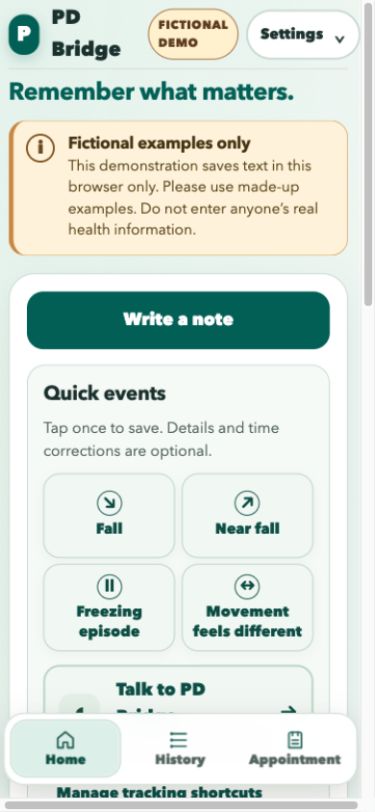 P
PD
Bridge
FICTIONAL
DEMO
Settings
Remember what matters.
Fictional examples only
This demonstration saves text in this
browser only. Please use made-up
examples. Do not enter anyone's real
health information.
Write a note
Quick events
Tap once to save. Details and time
corrections are optional.
Fall
Near fall
Freezing
episode
Movement
feels different
Talk to PD
Bridge
Home
History
Appointment
Manage tracking shortcuts